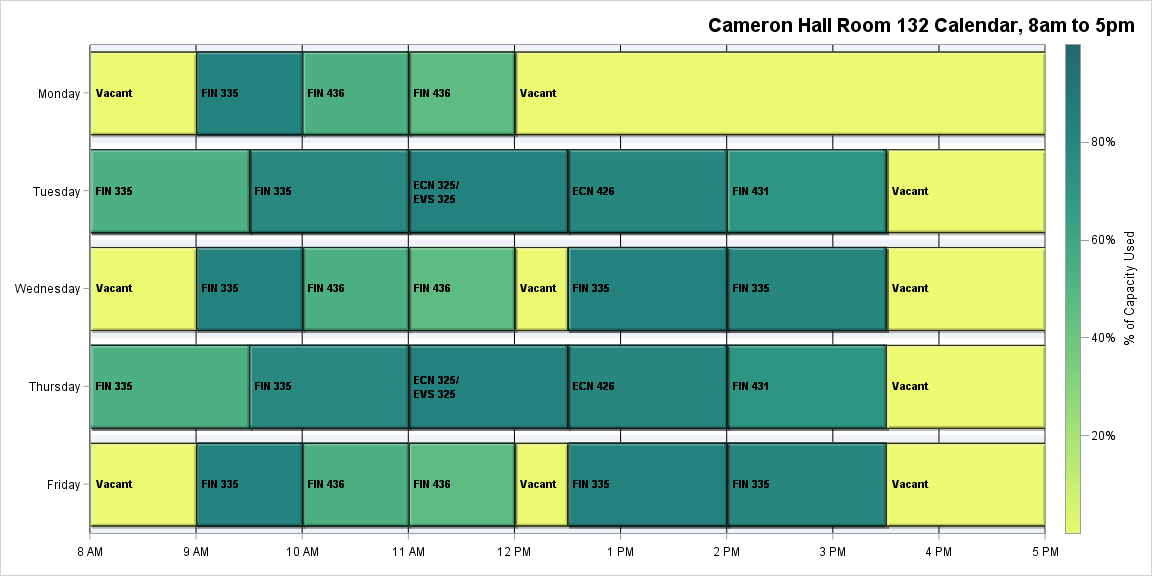 Cameron Hall Room 132 Calendar, 8am to 5pm
Monday
Vacant
FIN 335
FIN 436
FIN 436
Vacant
Tuesday
FIN 335
FIN 335
ECN 325/
EVS 325
ECN 426
FIN 431
Vacant
Wednesday
Vacant
FIN 335
FIN 436
FIN 436
Vacant
FIN 335
FIN 335
Vacant
Thursday
FIN 335
FIN 335
ECN 325/
EVS 325
ECN 426
FIN 431
Vacant
Friday
Vacant
FIN 335
FIN 436
FIN 436
Vacant
FIN 335
FIN 335
Vacant
8 AM
9 AM
10 AM
11 AM
12 PM
1 PM
2 PM
3 PM
4 PM
5 PM
80%
60%
40%
20%
% of Capacity Used